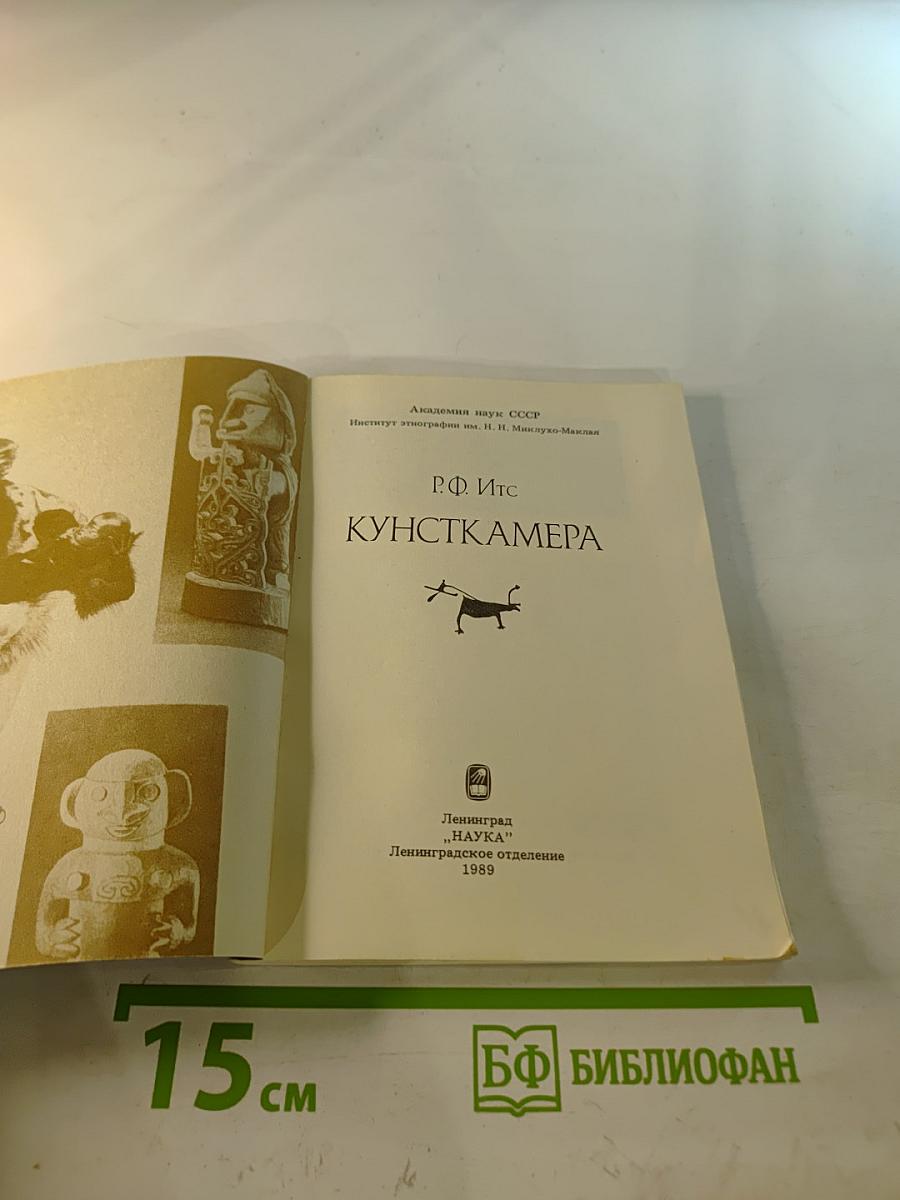 Академия наук СССР
Институт этнографии им. Н. Н. Миклухо-Маклая
Р.Ф. Итс
КУНСТКАМЕРА
Ленинград
„НАУКА”
Ленинградское отделение
1989
15 см
БФ БИБЛИОФАН